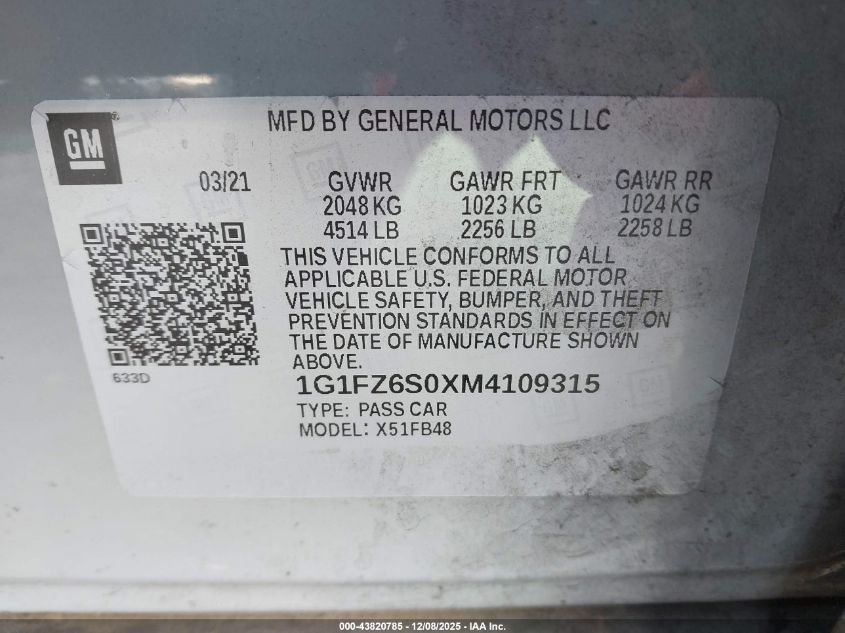 MFD BY GENERAL MOTORS LLC
GM
03/21 GVWR GAWR FRT GAWR RR
2048 KG 1023 KG 1024 KG
4514 LB 2256 LB 2258 LB
THIS VEHICLE CONFORMS TO ALL
APPLICABLE U.S. FEDERAL MOTOR
VEHICLE SAFETY, BUMPER, AND THEFT
PREVENTION STANDARDS IN EFFECT ON
THE DATE OF MANUFACTURE SHOWN
ABOVE.
633D
1G1FZ6S0XM4109315
TYPE: PASS CAR
MODEL: X51FB48
000-43820785 - 12/08/2025 - IAA Inc.